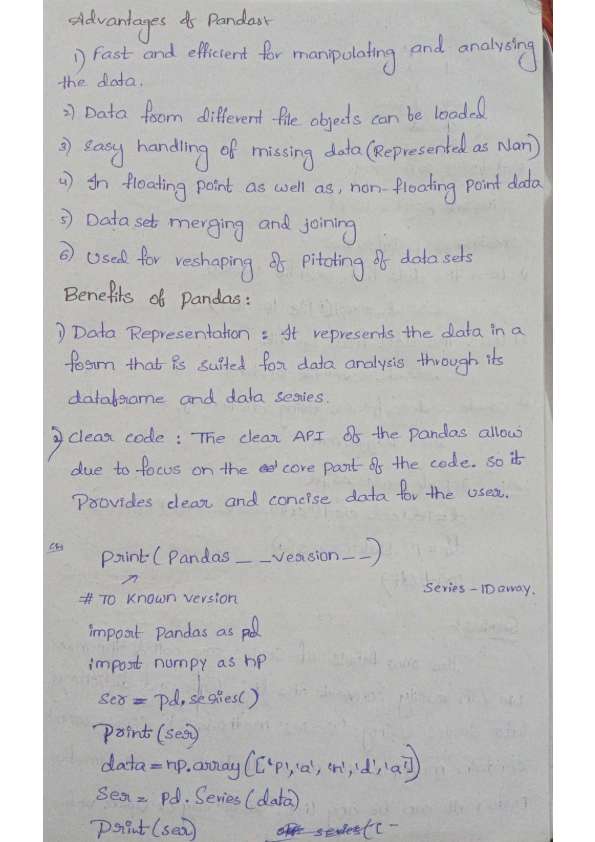 Advantages of Pandas:
1) Fast and efficient for manipulating and analysing
the data.
2) Data from different file objects can be loaded
3) Easy handling of missing data (Represented as Nan)
4) In floating point as well as, non-floating point data
5) Data set merging and joining
6) Used for reshaping of Pitoting of data sets
Benefits of Pandas:
1) Data Representation : It represents the data in a
form that is suited for data analysis through its
dataframe and data series.
2) Clear code : The clear API of the pandas allow
due to focus on the core part of the code. so it
Provides clear and concise data for the user.
Print (Pandas _ _version_ _)
# TO Known version
Series - 1D array.
import Pandas as pd
import numpy as np
ser = pd.series()
Print (ser)
data = np.array (['P','a','n','d','a'])
Ser = pd.Series (data)
Print (ser)
series ([ -